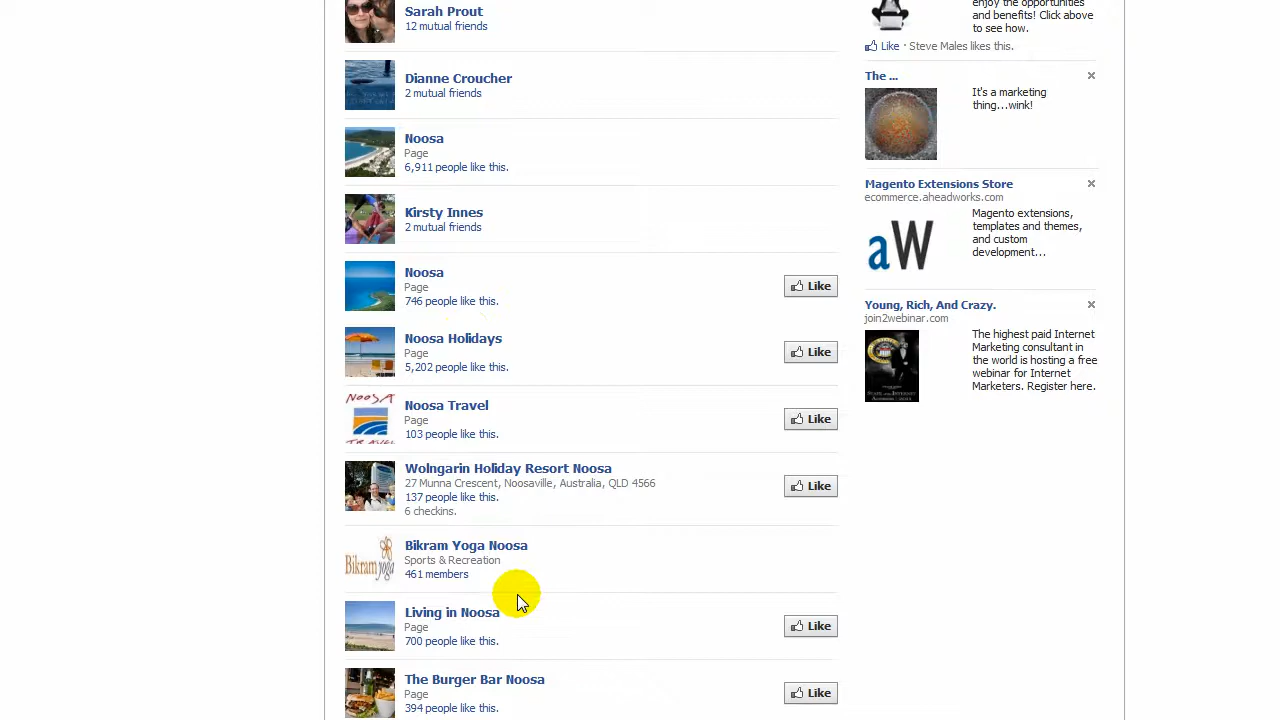 Sarah Prout
12 mutual friends
Dianne Croucher
2 mutual friends
Noosa
Page
6,911 people like this.
Kirsty Innes
2 mutual friends
Noosa
Page
746 people like this.
Like
Noosa Holidays
Page
5,202 people like this.
Like
NOOSA
TRAVEL
Noosa Travel
Page
103 people like this.
Like
Wolngarin Holiday Resort Noosa
27 Munna Crescent, Noosaville, Australia, QLD 4566
137 people like this.
6 checkins.
Like
Bikram yoga
Bikram Yoga Noosa
Sports & Recreation
461 members
Living in Noosa
Page
700 people like this.
Like
The Burger Bar Noosa
Page
394 people like this.
Like
enjoy the opportunities
and benefits! Click above
to see how.
Like · Steve Males likes this.
The ...
It's a marketing
thing...wink!
Magento Extensions Store
ecommerce.aheadworks.com
aW
Magento extensions,
templates and themes,
and custom
development...
Young, Rich, And Crazy.
join2webinar.com
The highest paid Internet
Marketing consultant in
the world is hosting a free
webinar for Internet
Marketers. Register here.